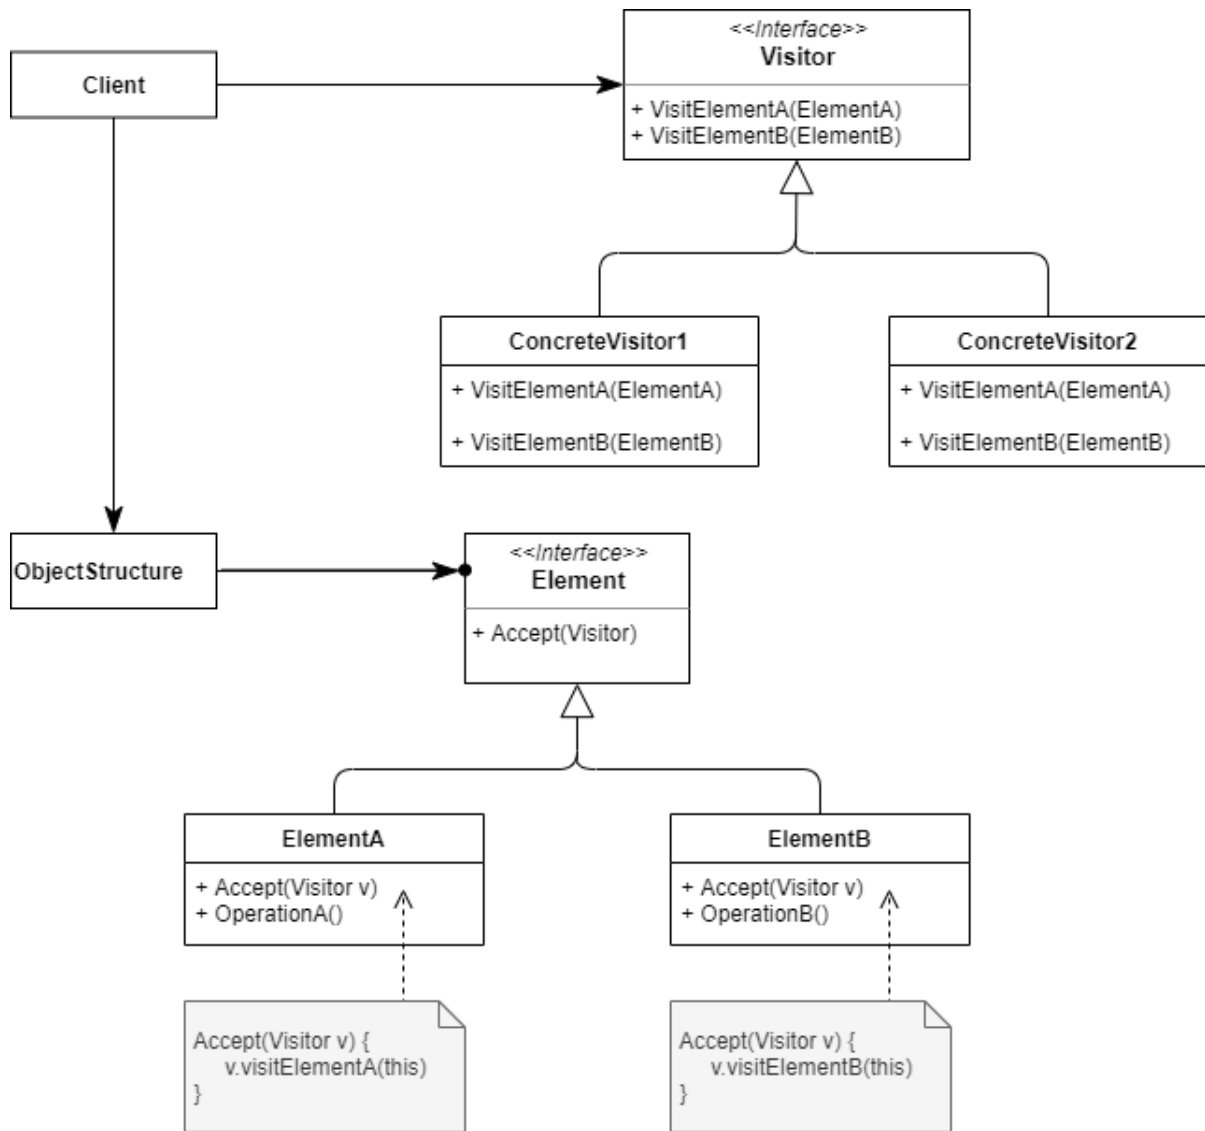 <<Interface>>
Visitor
+ VisitElementA(ElementA)
+ VisitElementB(ElementB)
Client
ConcreteVisitor1
+ VisitElementA(ElementA)
+ VisitElementB(ElementB)
ConcreteVisitor2
+ VisitElementA(ElementA)
+ VisitElementB(ElementB)
ObjectStructure
<<Interface>>
Element
+ Accept(Visitor)
ElementA
+ Accept(Visitor v)
+ OperationA()
ElementB
+ Accept(Visitor v)
+ OperationB()
Accept(Visitor v) {
v.visitElementA(this)
}
Accept(Visitor v) {
v.visitElementB(this)
}